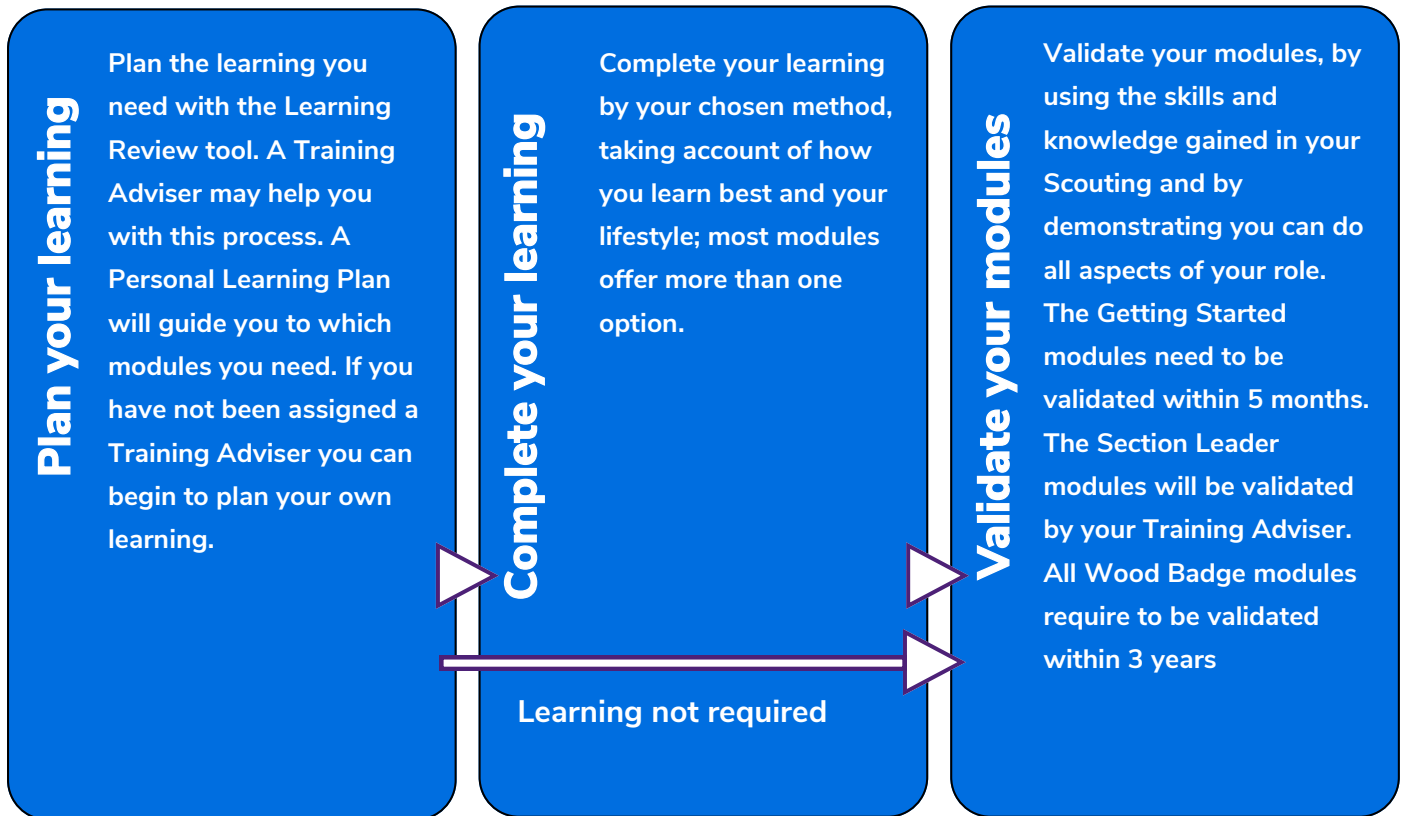 Plan your learning
Plan the learning you
need with the Learning
Review tool. A Training
Adviser may help you
with this process. A
Personal Learning Plan
will guide you to which
modules you need. If you
have not been assigned a
Training Adviser you can
begin to plan your own
learning.
Complete your learning
Complete your learning
by your chosen method,
taking account of how
you learn best and your
lifestyle; most modules
offer more than one
option.
Learning not required
Validate your modules
Validate your modules, by
using the skills and
knowledge gained in your
Scouting and by
demonstrating you can do
all aspects of your role.
The Getting Started
modules need to be
validated within 5 months.
The Section Leader
modules will be validated
by your Training Adviser.
All Wood Badge modules
require to be validated
within 3 years